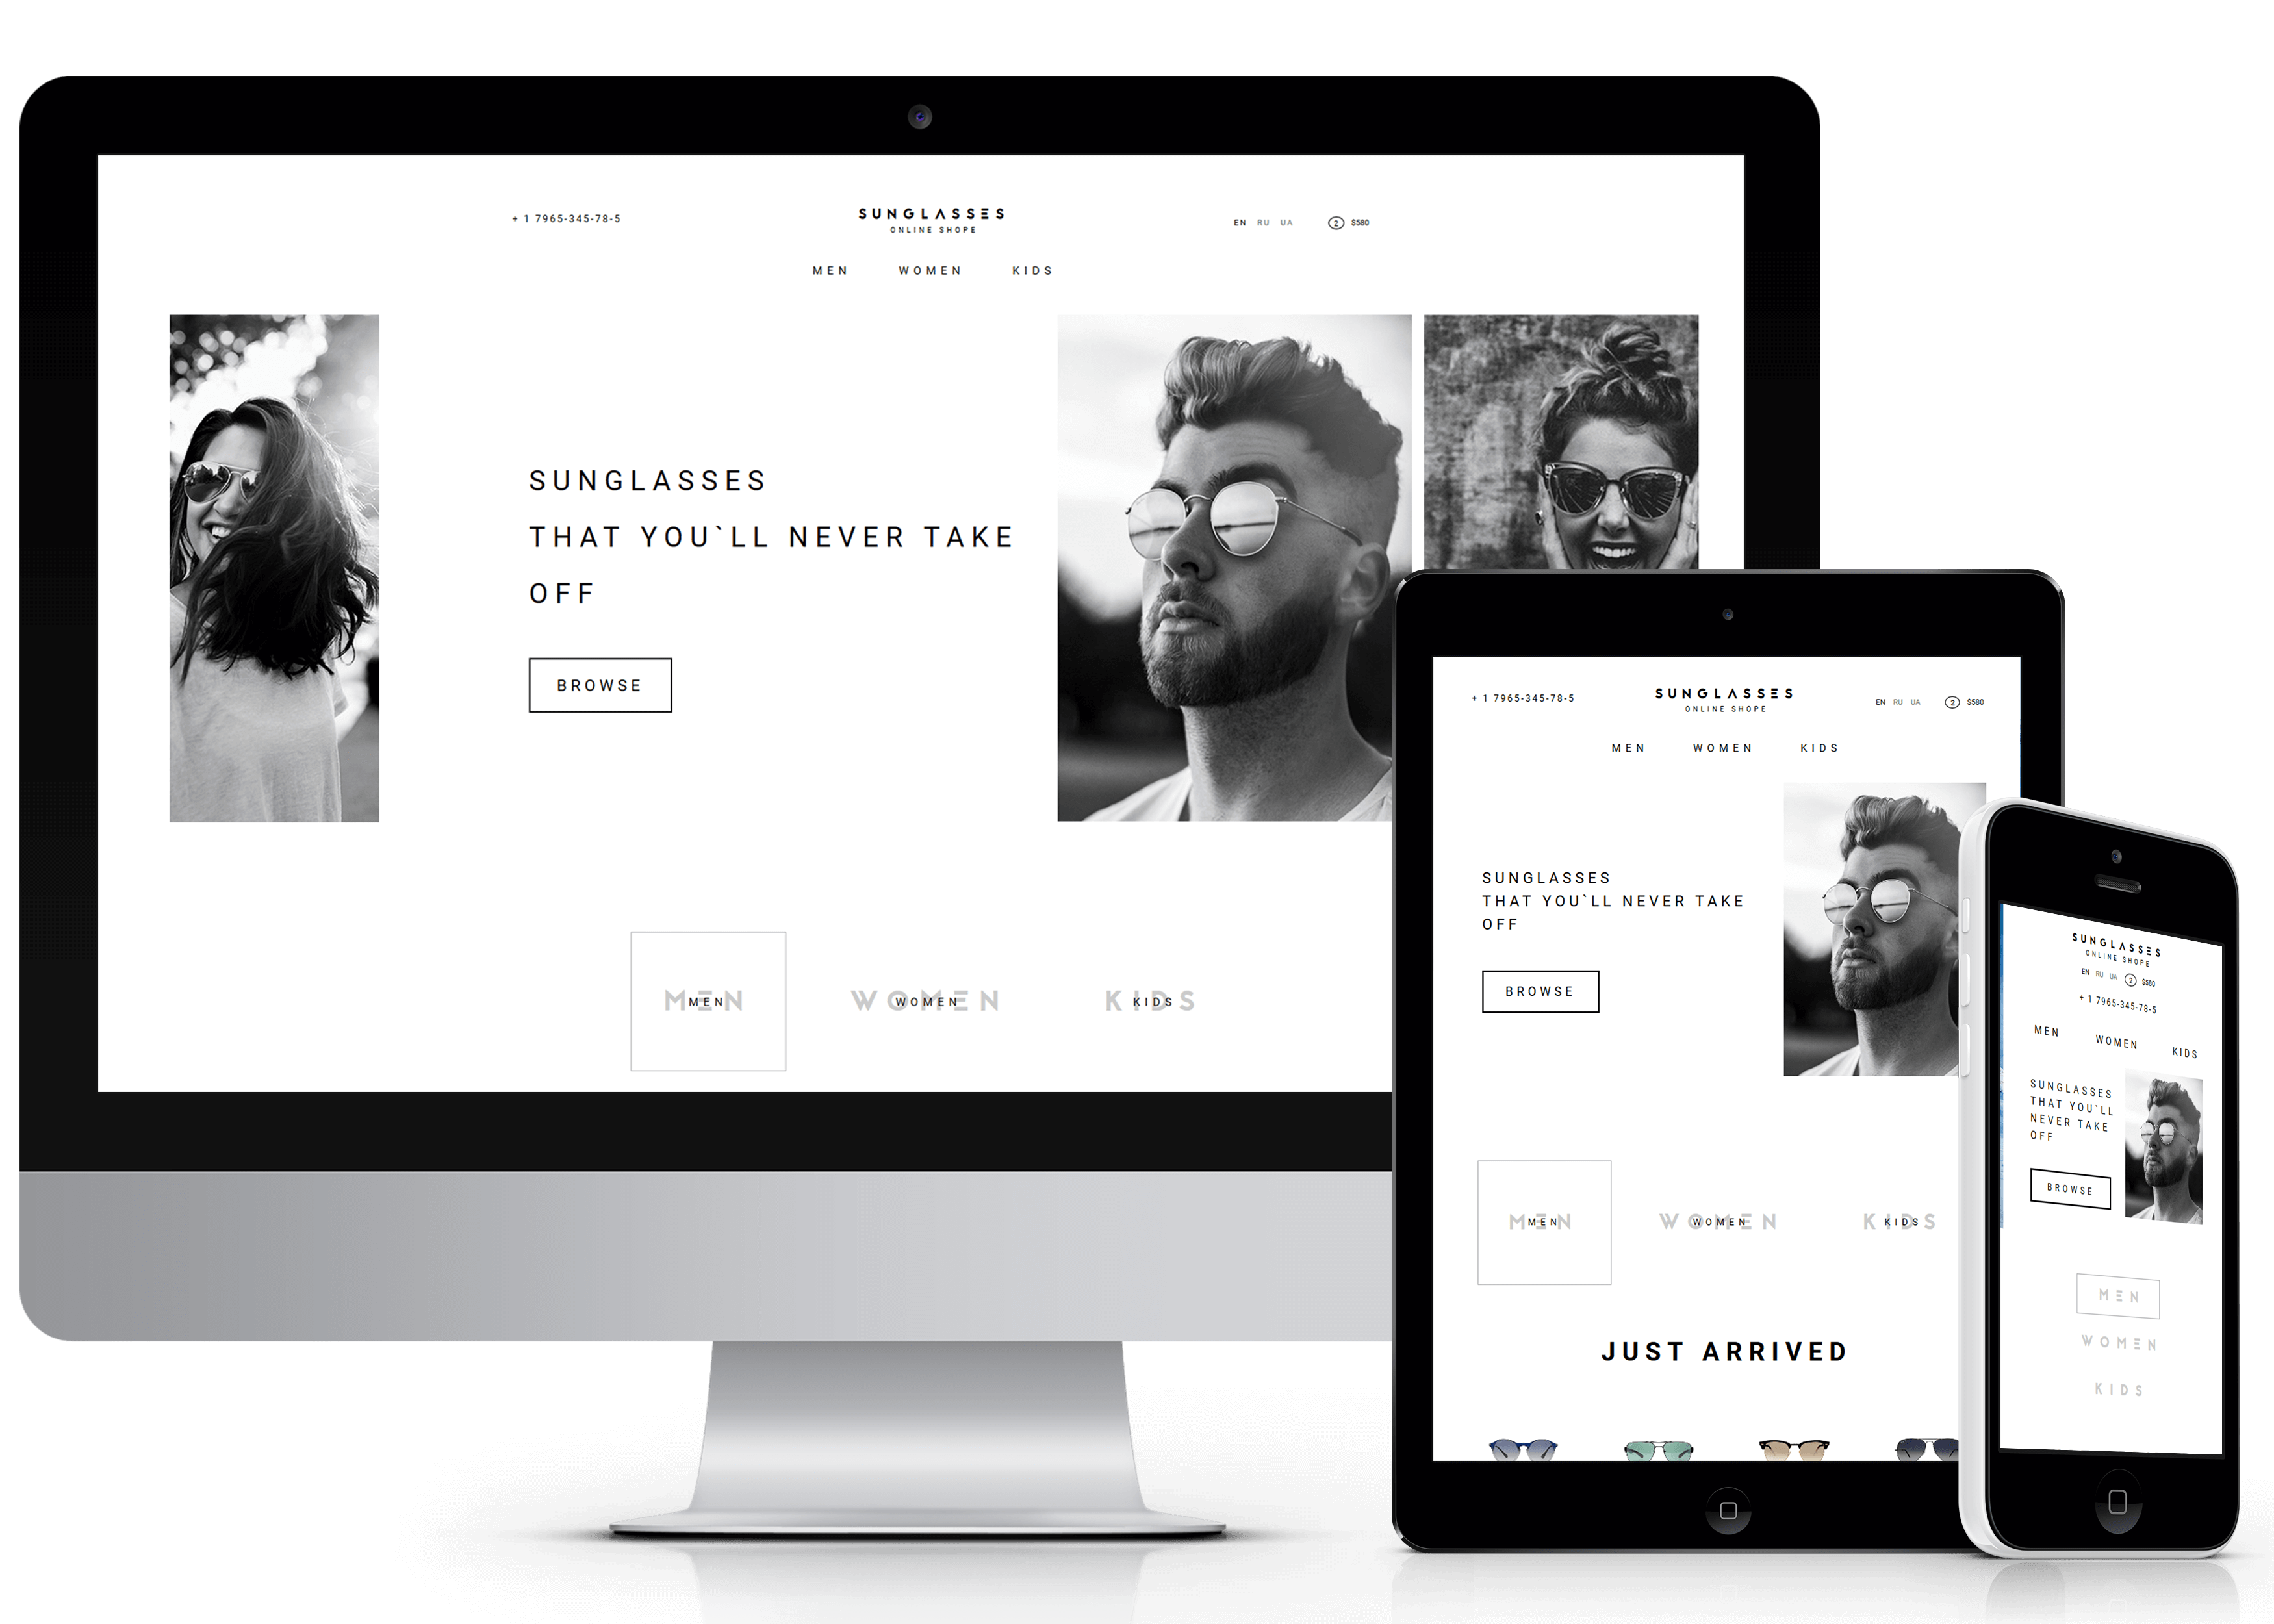 + 1 7965-345-78-5
SUNGLASSES
ONLINE SHOPE
EN RU UA 2 $580
MEN WOMEN KIDS
SUNGLASSES
THAT YOU`LL NEVER TAKE
OFF
BROWSE
MEN MEN WOMEN WOMEN KIDS KIDS
+ 1 7965-345-78-5
SUNGLASSES
ONLINE SHOPE
EN RU UA 2 $580
MEN WOMEN KIDS
SUNGLASSES
THAT YOU`LL NEVER TAKE
OFF
BROWSE
MEN MEN WOMEN WOMEN KIDS KIDS
JUST ARRIVED
SUNGLASSES
ONLINE SHOPE
EN RU UA 2 $580
+ 1 7965-345-78-5
MEN WOMEN KIDS
SUNGLASSES
THAT YOU`LL
NEVER TAKE
OFF
BROWSE
MEN
WOMEN
KIDS